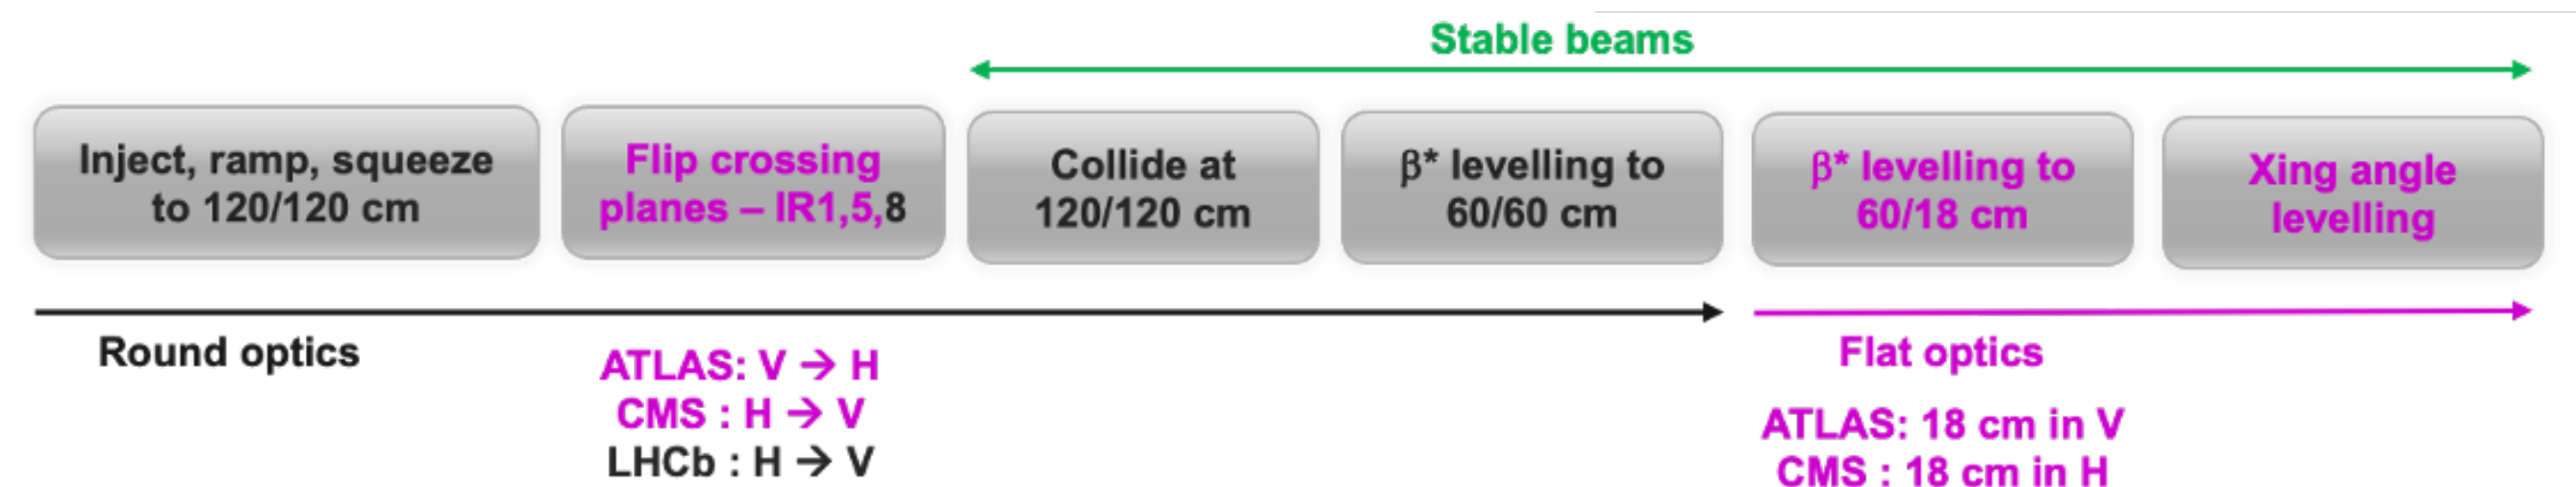 Stable beams
Inject, ramp, squeeze
to 120/120 cm
Flip crossing
planes – IR1,5,8
Collide at
120/120 cm
β* levelling to
60/60 cm
β* levelling to
60/18 cm
Xing angle
levelling
Round optics
ATLAS: V → H
CMS : H → V
LHCb : H → V
Flat optics
ATLAS: 18 cm in V
CMS : 18 cm in H